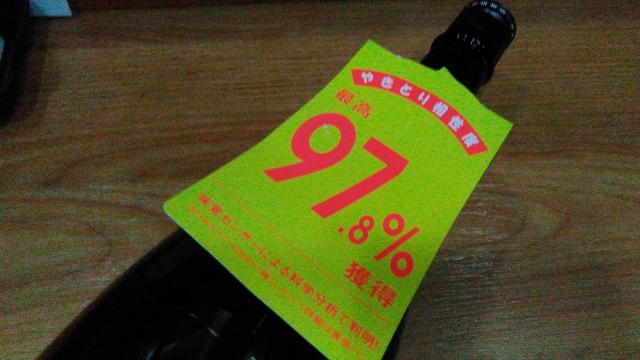 やきとり相性度
最高
97.8%
獲得
味覚センサーによる科学分析で判明!